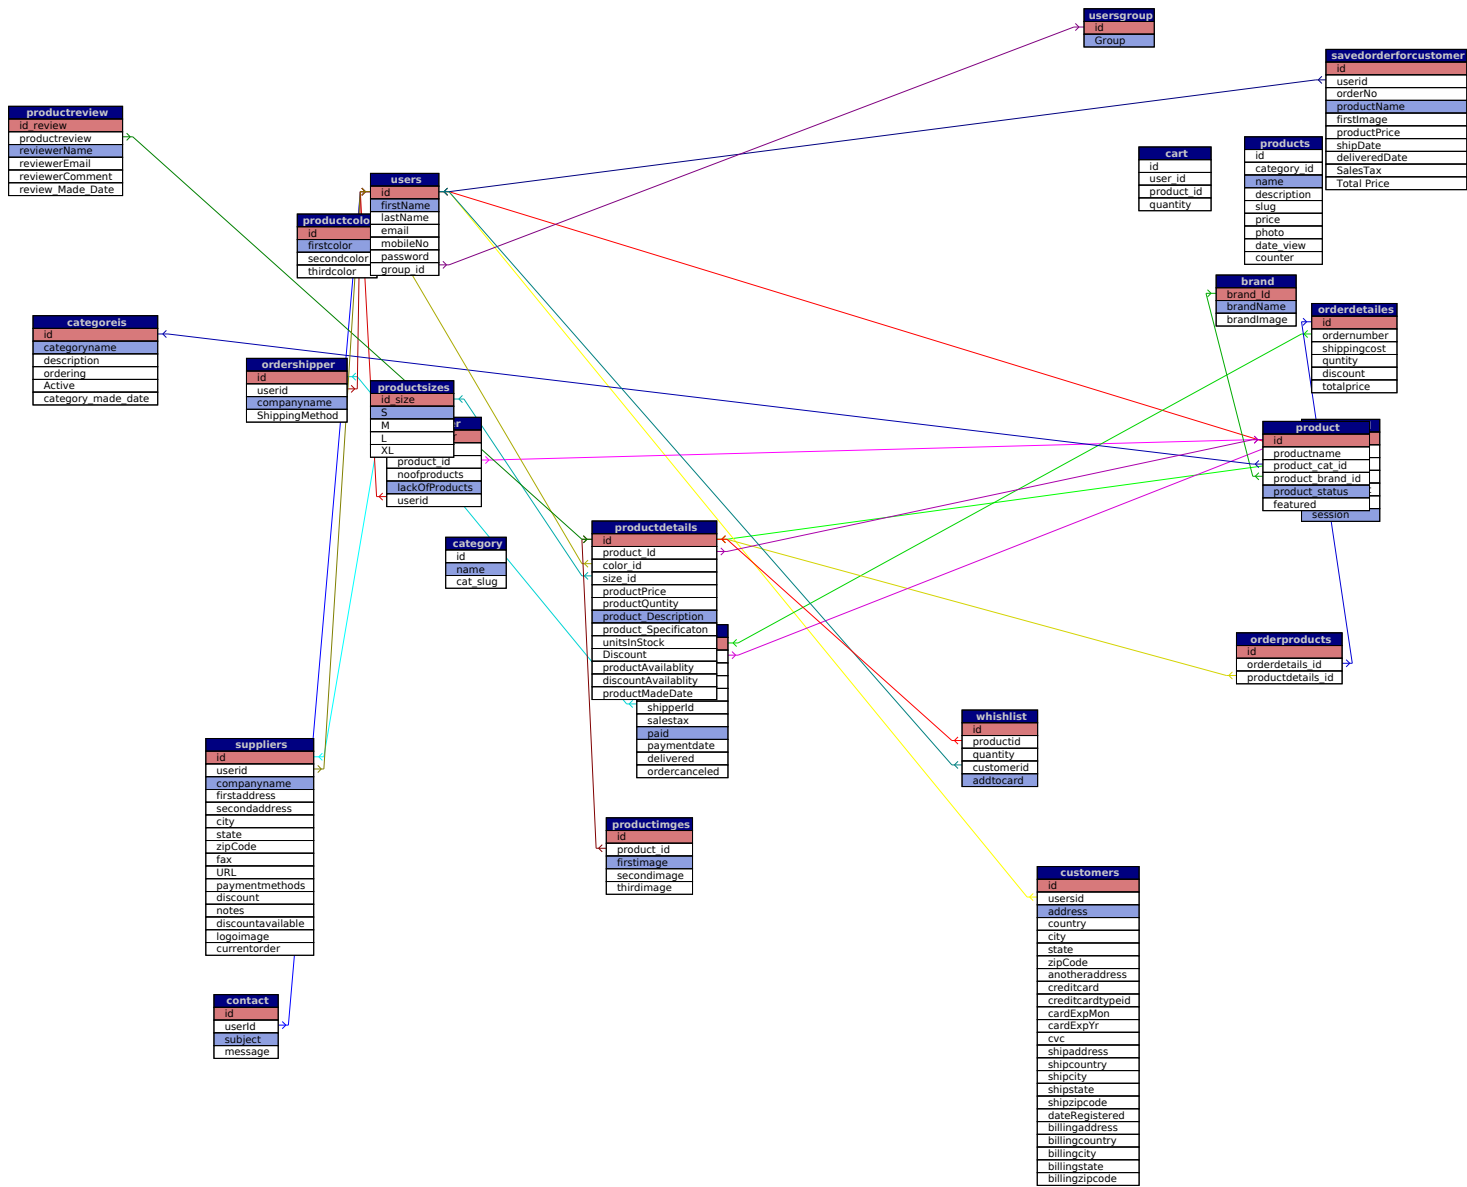 usersgroup
id
Group
savedorderforcustomer
id
userid
orderNo
productName
firstImage
productPrice
shipDate
deliveredDate
SalesTax
Total Price
productreview
id_review
productreview
reviewerName
reviewerEmail
reviewerComment
review_Made_Date
products
id
category_id
name
description
slug
price
photo
date_view
counter
cart
id
user_id
product_id
quantity
users
id
firstName
lastName
email
mobileNo
password
group_id
productcolo
id
firstcolor
secondcolor
thirdcolor
brand
brand_Id
brandName
brandImage
orderdetailes
id
ordernumber
shippingcost
quntity
discount
totalprice
categoreis
id
categoryname
description
ordering
Active
category_made_date
ordershipper
id
userid
companyname
ShippingMethod
productsizes
id_size
S
M
L
XL
er
r
product_id
noofproducts
lackOfProducts
userid
product
id
productname
product_cat_id
product_brand_id
product_status
featured
session
productdetails
id
product_Id
color_id
size_id
productPrice
productQuntity
product_Description
product_Specificaton
unitsInStock
Discount
productAvailablity
discountAvailablity
productMadeDate
category
id
name
cat_slug
shipperId
salestax
paid
paymentdate
delivered
ordercanceled
orderproducts
id
orderdetails_id
productdetails_id
whishlist
id
productid
quantity
customerid
addtocard
suppliers
id
userid
companyname
firstaddress
secondaddress
city
state
zipCode
fax
URL
paymentmethods
discount
notes
discountavailable
logoimage
currentorder
productimges
id
product_id
firstimage
secondimage
thirdimage
customers
id
usersid
address
country
city
state
zipCode
anotheraddress
creditcard
creditcardtypeid
cardExpMon
cardExpYr
cvc
shipaddress
shipcountry
shipcity
shipstate
shipzipcode
dateRegistered
billingaddress
billingcountry
billingcity
billingstate
billingzipcode
contact
id
userId
subject
message